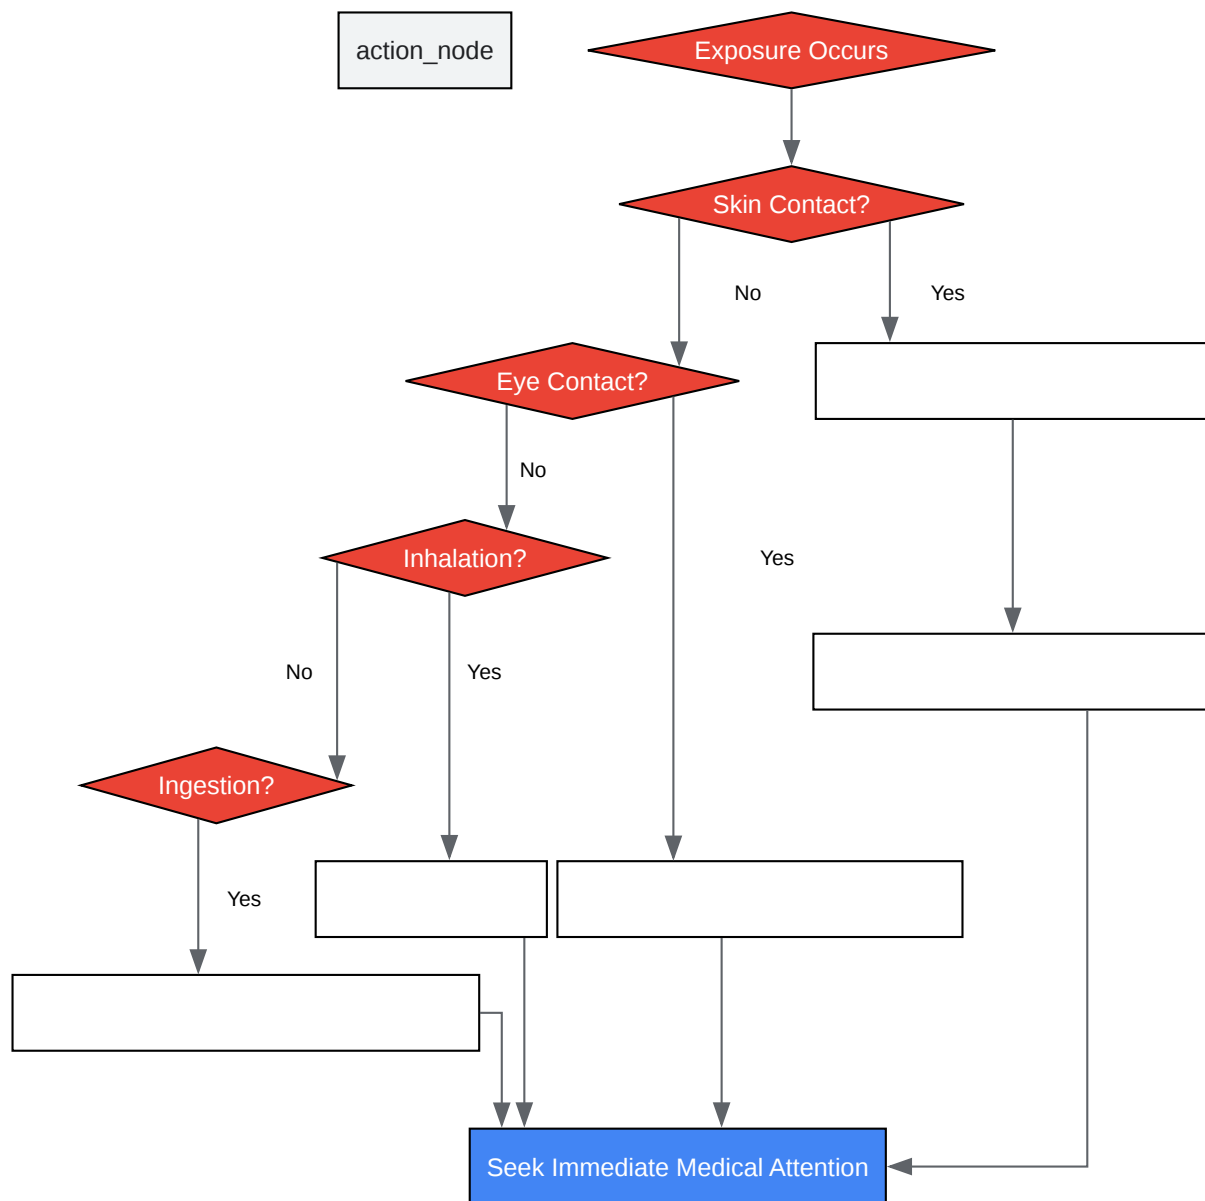 action_node
Exposure Occurs
Skin Contact?
No
Yes
Eye Contact?
No
Inhalation?
Yes
No
Yes
Ingestion?
Yes
Seek Immediate Medical Attention